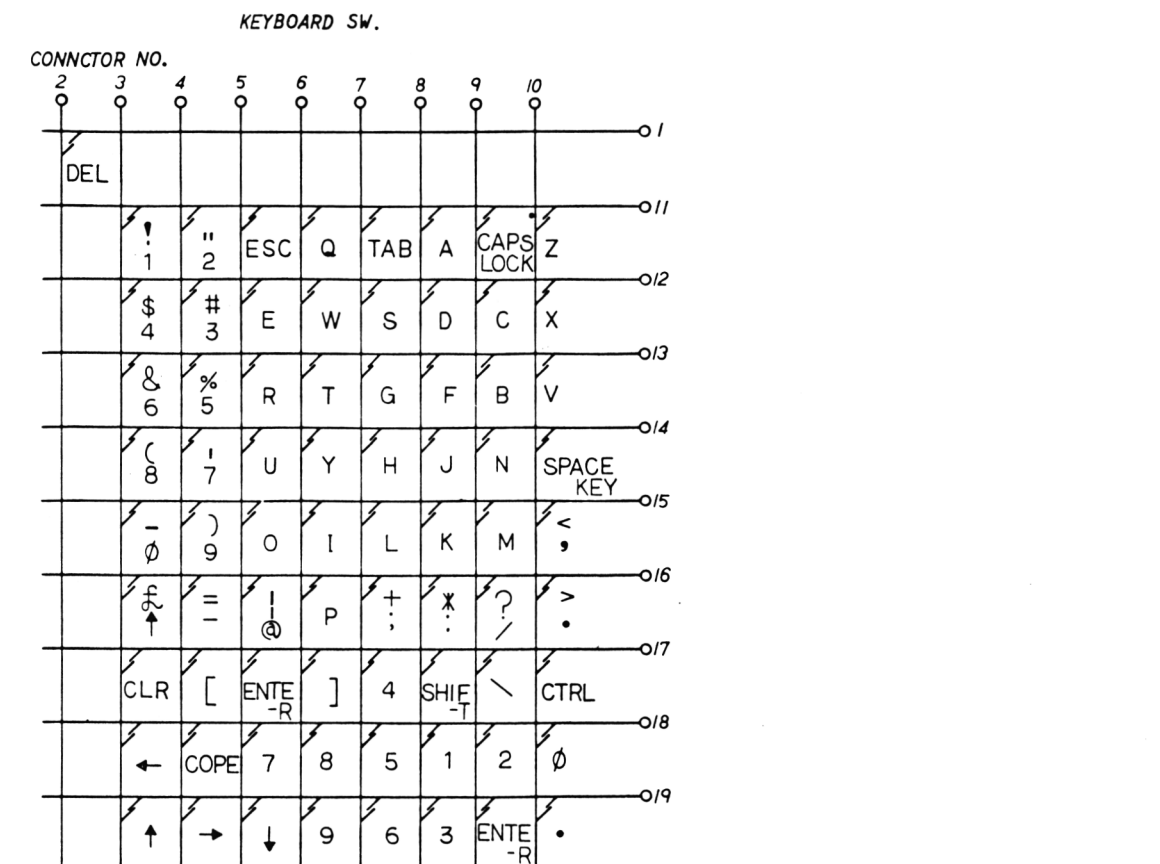 KEYBOARD SW.
CONNCTOR NO.
2 3 4 5 6 7 8 9 10
1
DEL
11
! " ESC Q TAB A CAPS Z
1 2 LOCK
12
$ # E W S D C X
4 3
13
& % R T G F B V
6 5
14
( ' U Y H J N SPACE
8 7 KEY
15
– ) O I L K M <
Ø 9 ,
16
£ = ¦ P + * ? >
↑ – @ ; : / .
17
CLR [ ENTE ] 4 SHIF \ CTRL
-R -T
18
← COPE 7 8 5 1 2 Ø
19
↑ → ↓ 9 6 3 ENTE .
-R